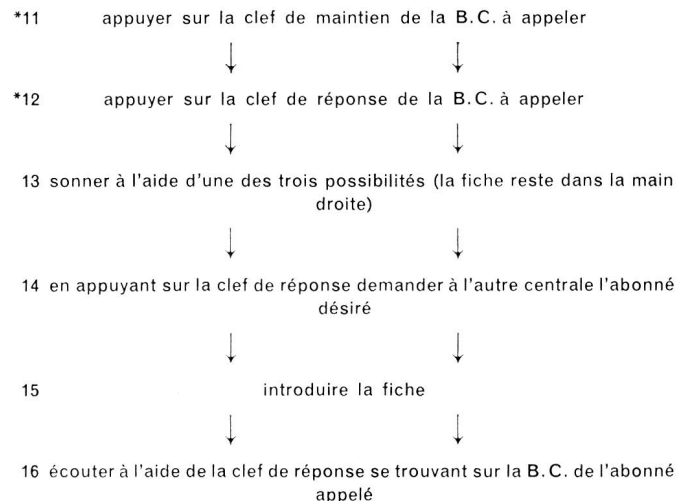 *11 appuyer sur la clef de maintien de la B.C. à appeler
*12 appuyer sur la clef de réponse de la B.C. à appeler
13 sonner à l'aide d'une des trois possibilités (la fiche reste dans la main
droite)
14 en appuyant sur la clef de réponse demander à l'autre centrale l'abonné
désiré
15 introduire la fiche
16 écouter à l'aide de la clef de réponse se trouvant sur la B.C. de l'abonné
appelé